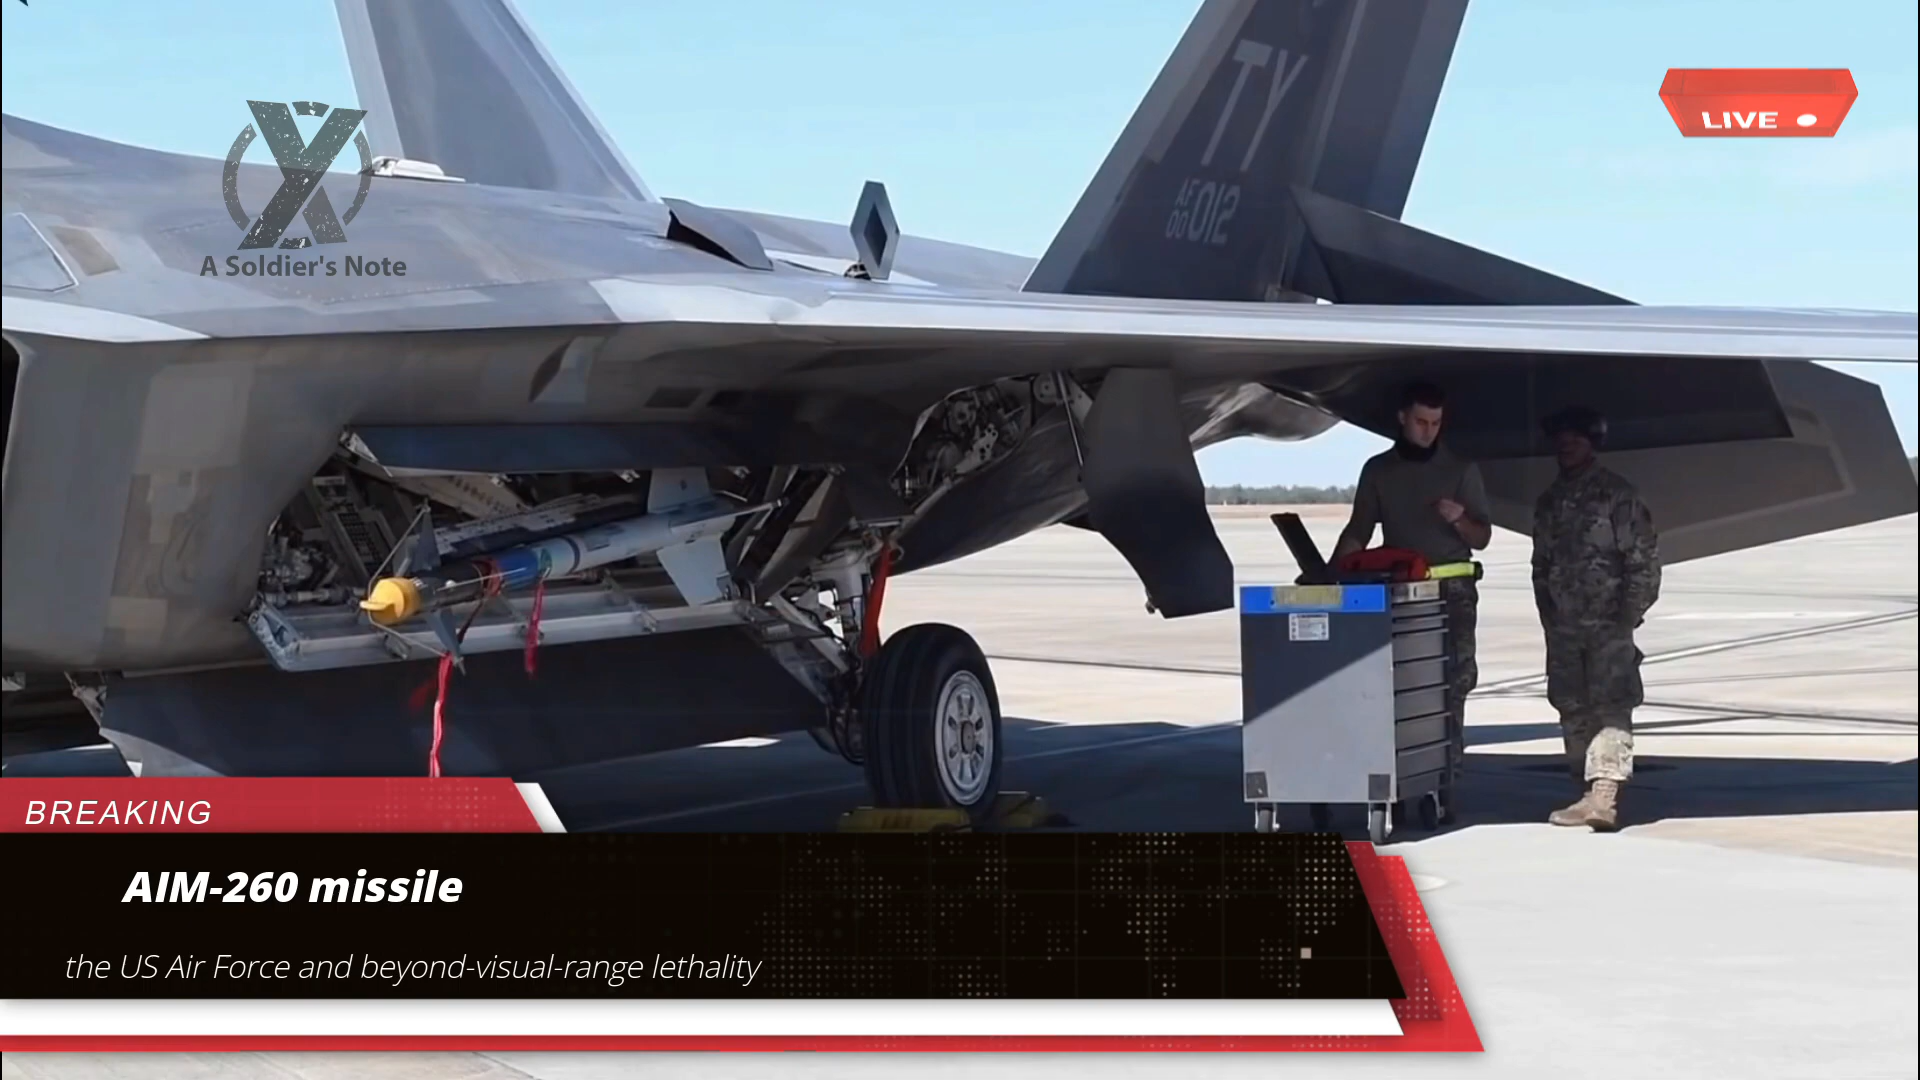 TY
AF
00 012
LIVE
A Soldier's Note
BREAKING
AIM-260 missile
the US Air Force and beyond-visual-range lethality